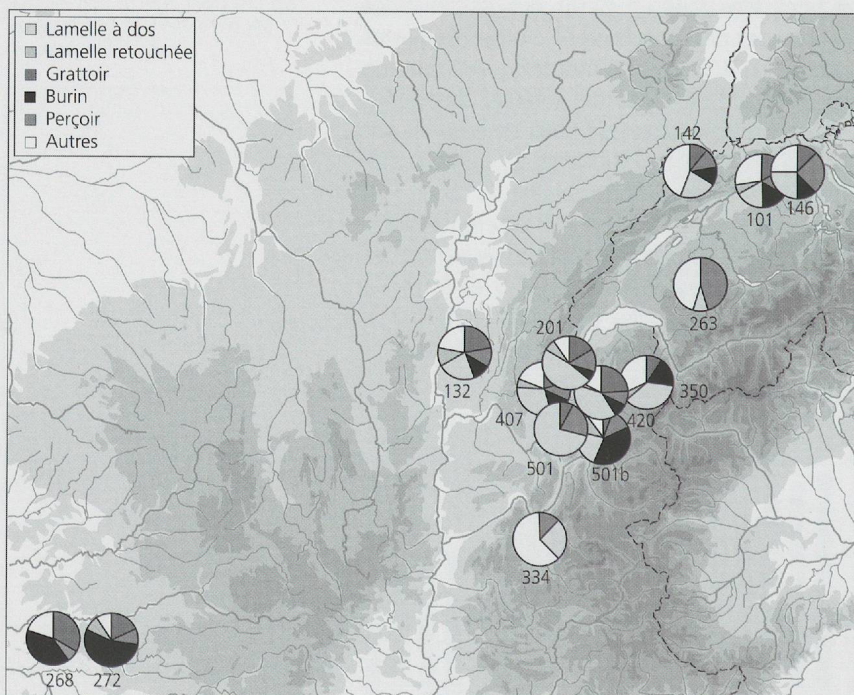 Lamelle à dos
Lamelle retouchée
Grattoir
Burin
Perçoir
Autres
142
101
146
263
201
132
350
407
420
501
501b
334
268
272